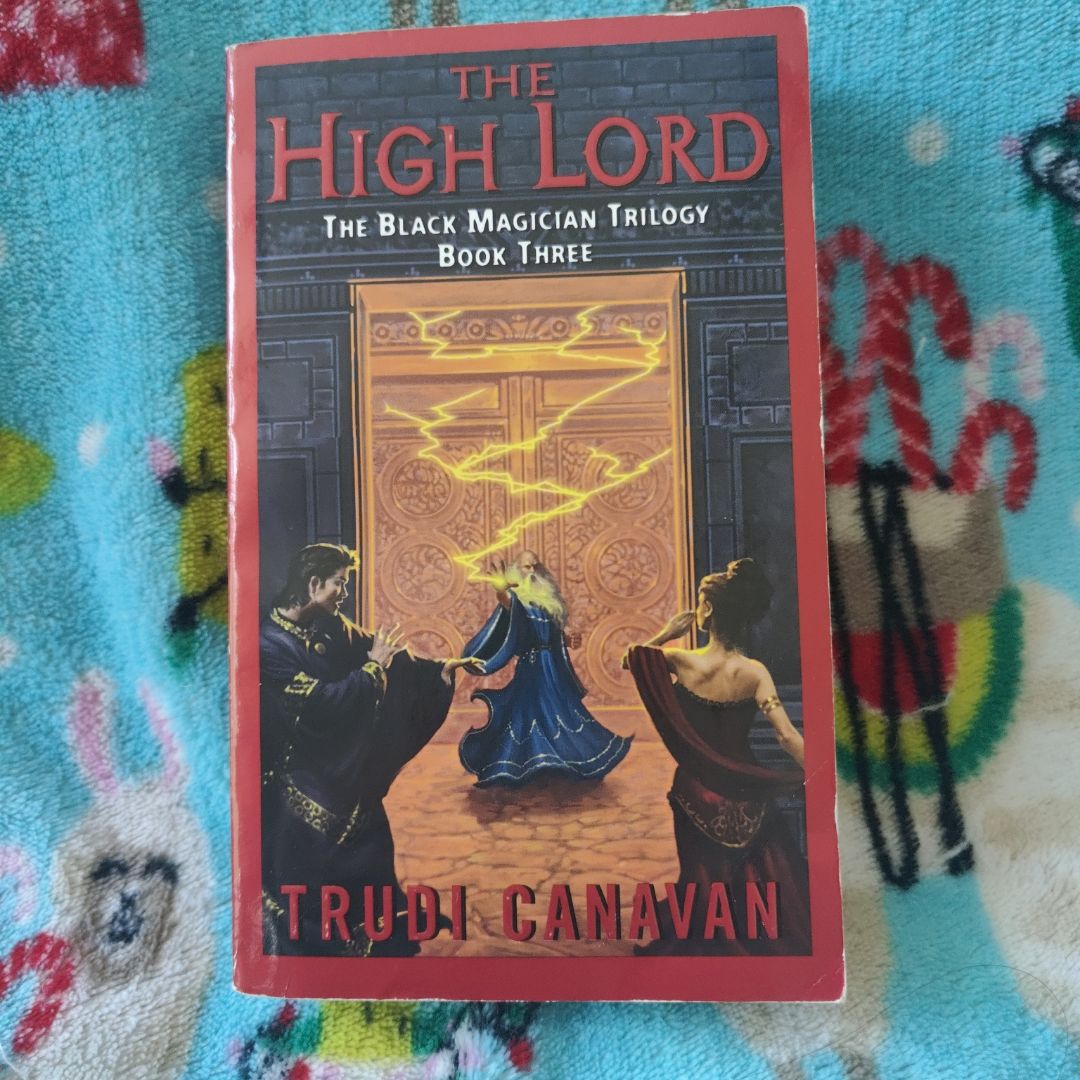 THE
HIGH LORD
THE BLACK MAGICIAN TRILOGY
BOOK THREE
TRUDI CANAVAN